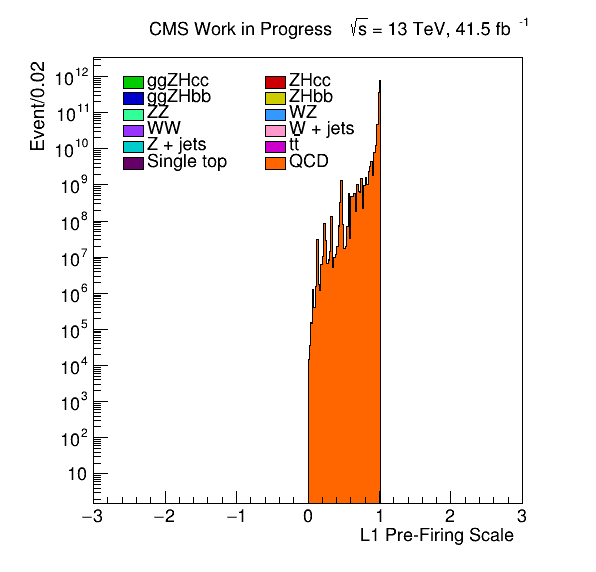 CMS Work in Progress √s = 13 TeV, 41.5 fb⁻¹
Event/0.02
10¹²
10¹¹
10¹⁰
10⁹
10⁸
10⁷
10⁶
10⁵
10⁴
10³
10²
10
ggZHcc ZHcc
ggZHbb ZHbb
ZZ WZ
WW W + jets
Z + jets tt
Single top QCD
−3 −2 −1 0 1 2 3
L1 Pre-Firing Scale